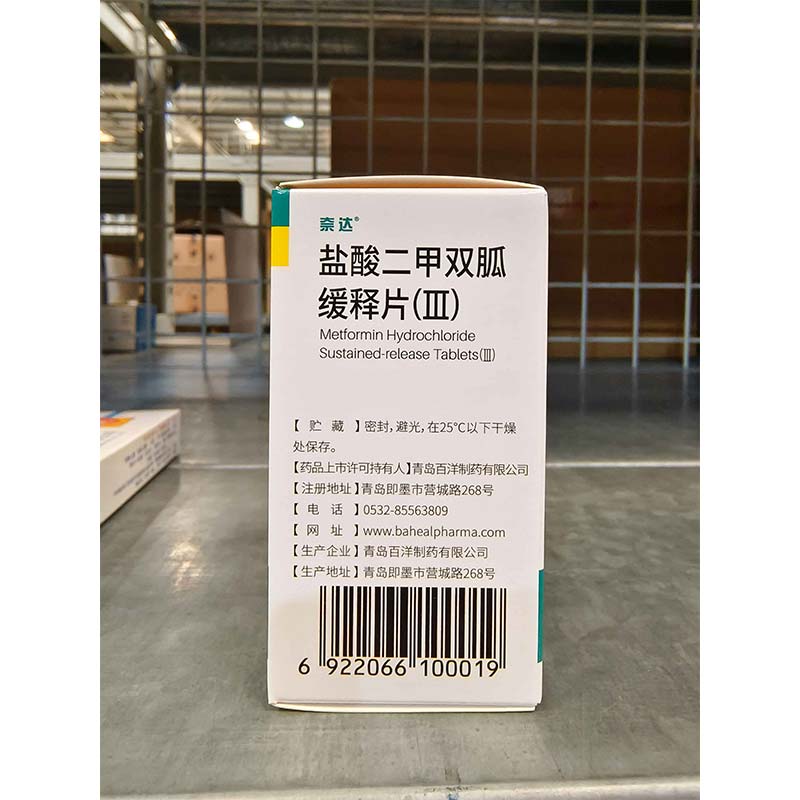 奈达®
盐酸二甲双胍
缓释片(Ⅲ)
Metformin Hydrochloride
Sustained-release Tablets(Ⅲ)
【 贮 藏 】密封,避光,在25℃以下干燥
处保存。
【药品上市许可持有人】青岛百洋制药有限公司
【注册地址】青岛即墨市营城路268号
【 电 话 】0532-85563809
【 网 址 】www.bahealpharma.com
【生产企业】青岛百洋制药有限公司
【生产地址】青岛即墨市营城路268号
6 922066 100019